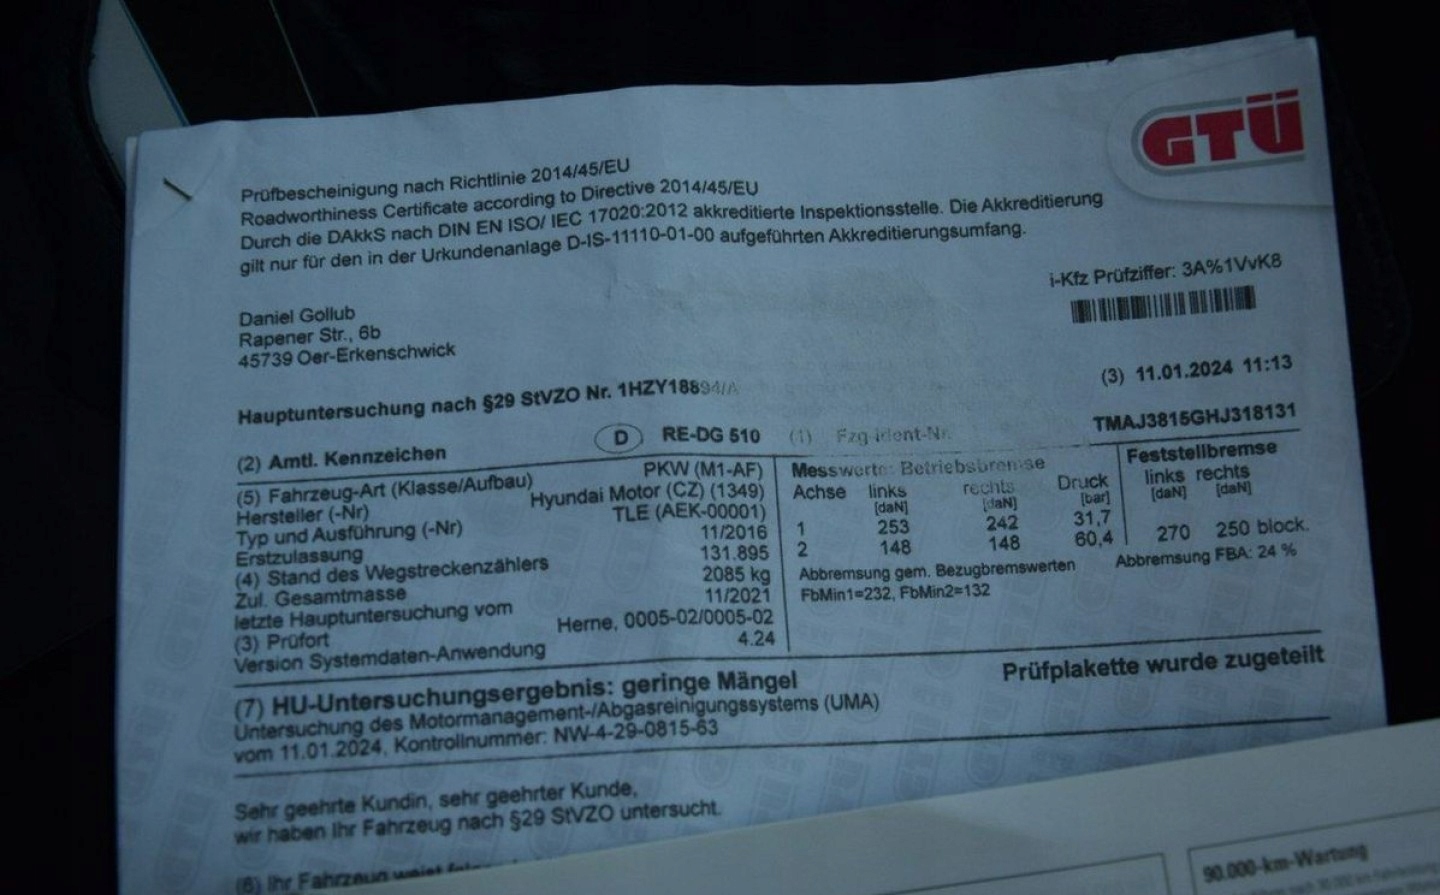 GTÜ
Prüfbescheinigung nach Richtlinie 2014/45/EU
Roadworthiness Certificate according to Directive 2014/45/EU
Durch die DAkkS nach DIN EN ISO/ IEC 17020:2012 akkreditierte Inspektionsstelle. Die Akkreditierung
gilt nur für den in der Urkundenanlage D-IS-11110-01-00 aufgeführten Akkreditierungsumfang.
i-Kfz Prüfziffer: 3A%1VvK8
Daniel Gollub
Rapener Str., 6b
45739 Oer-Erkenschwick
(3) 11.01.2024 11:13
Hauptuntersuchung nach §29 StVZO Nr. 1HZY18894/A
(2) Amtl. Kennzeichen D RE-DG 510 (1) Fzg-Ident-Nr. TMAJ3815GHJ318131
(5) Fahrzeug-Art (Klasse/Aufbau) PKW (M1-AF)
Hersteller (-Nr) Hyundai Motor (CZ) (1349)
Typ und Ausführung (-Nr) TLE (AEK-00001)
Erstzulassung 11/2016
(4) Stand des Wegstreckenzählers 131.895
Zul. Gesamtmasse 2085 kg
letzte Hauptuntersuchung vom 11/2021
(3) Prüfort Herne, 0005-02/0005-02
Version Systemdaten-Anwendung 4.24
Messwerte: Betriebsbremse Feststellbremse
Achse links rechts Druck links rechts
[daN] [daN] [bar] [daN] [daN]
1 253 242 31,7
2 148 148 60,4 270 250 block.
Abbremsung gem. Bezugbremswerten Abbremsung FBA: 24 %
FbMin1=232, FbMin2=132
(7) HU-Untersuchungsergebnis: geringe Mängel Prüfplakette wurde zugeteilt
Untersuchung des Motormanagement-/Abgasreinigungssystems (UMA)
vom 11.01.2024, Kontrollnummer: NW-4-29-0815-63
Sehr geehrte Kundin, sehr geehrter Kunde,
wir haben Ihr Fahrzeug nach §29 StVZO untersucht.
(6) Ihr Fahrzeug weist
90.000-km-Wartung